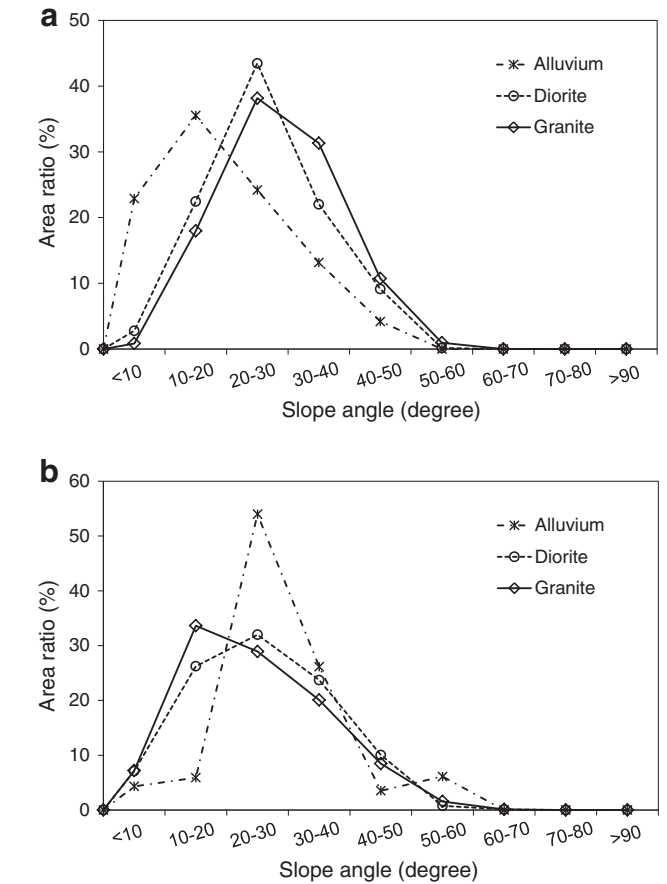 a
50
40
30
20
10
0
Area ratio (%)
Alluvium
Diorite
Granite
<10 10-20 20-30 30-40 40-50 50-60 60-70 70-80 >90
Slope angle (degree)
b
60
50
40
30
20
10
0
Area ratio (%)
Alluvium
Diorite
Granite
<10 10-20 20-30 30-40 40-50 50-60 60-70 70-80 >90
Slope angle (degree)